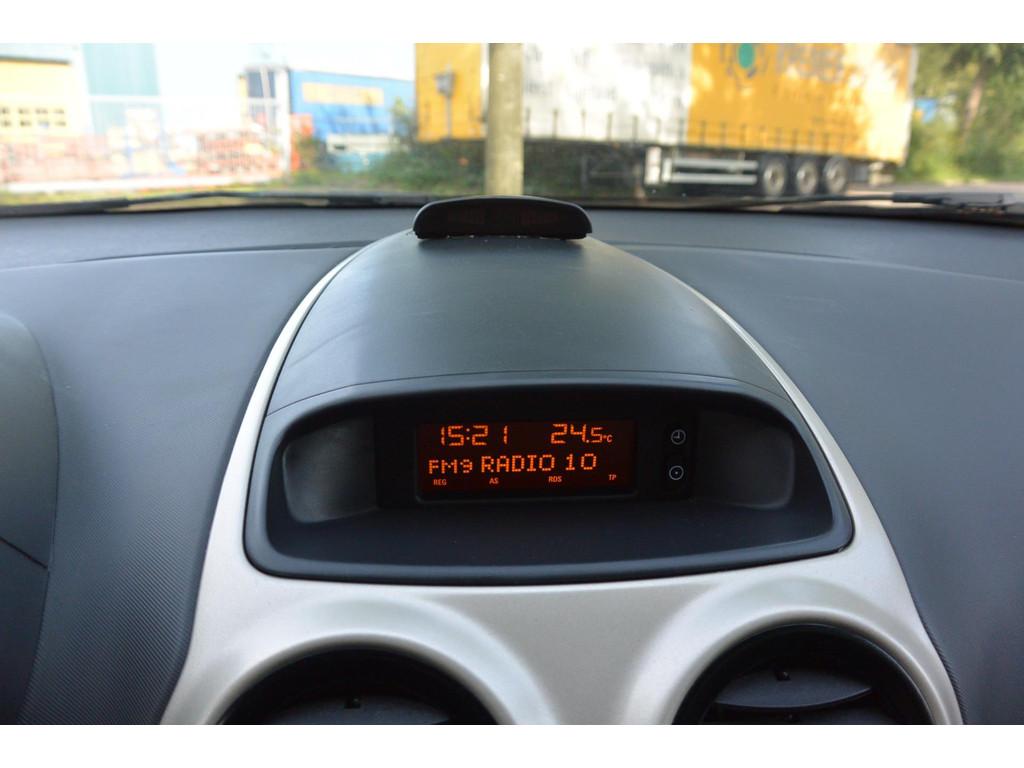 15:21 24.5°C
FM9 RADIO 10
REG AS RDS TP